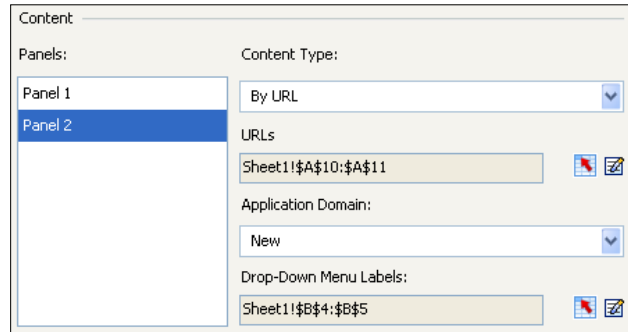 Content
Panels:
Panel 1
Panel 2
Content Type:
By URL
URLs
Sheet1!$A$10:$A$11
Application Domain:
New
Drop-Down Menu Labels:
Sheet1!$B$4:$B$5